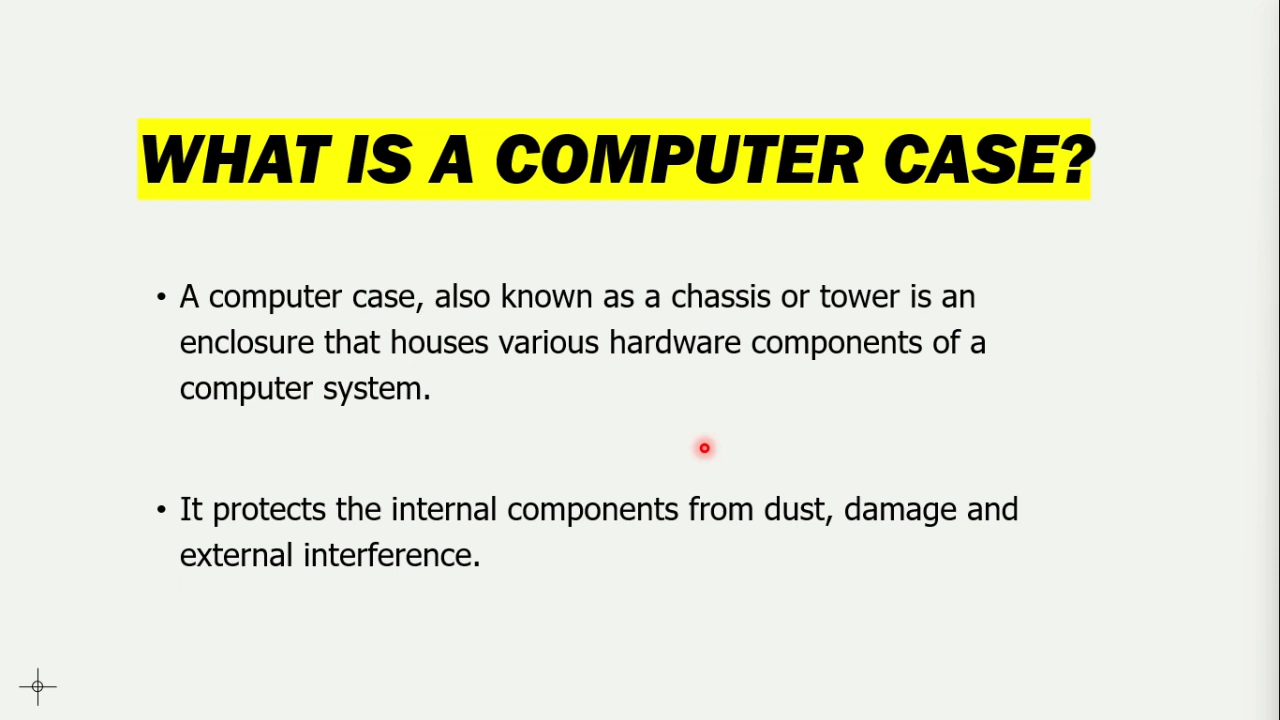 WHAT IS A COMPUTER CASE?
• A computer case, also known as a chassis or tower is an
enclosure that houses various hardware components of a
computer system.
• It protects the internal components from dust, damage and
external interference.